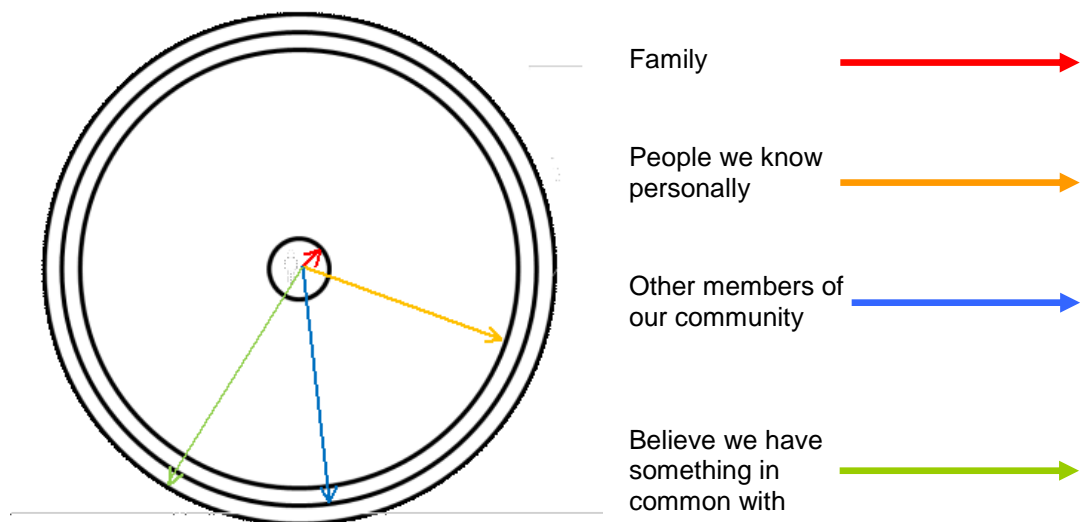 Family
People we know
personally
Other members of
our community
Believe we have
something in
common with